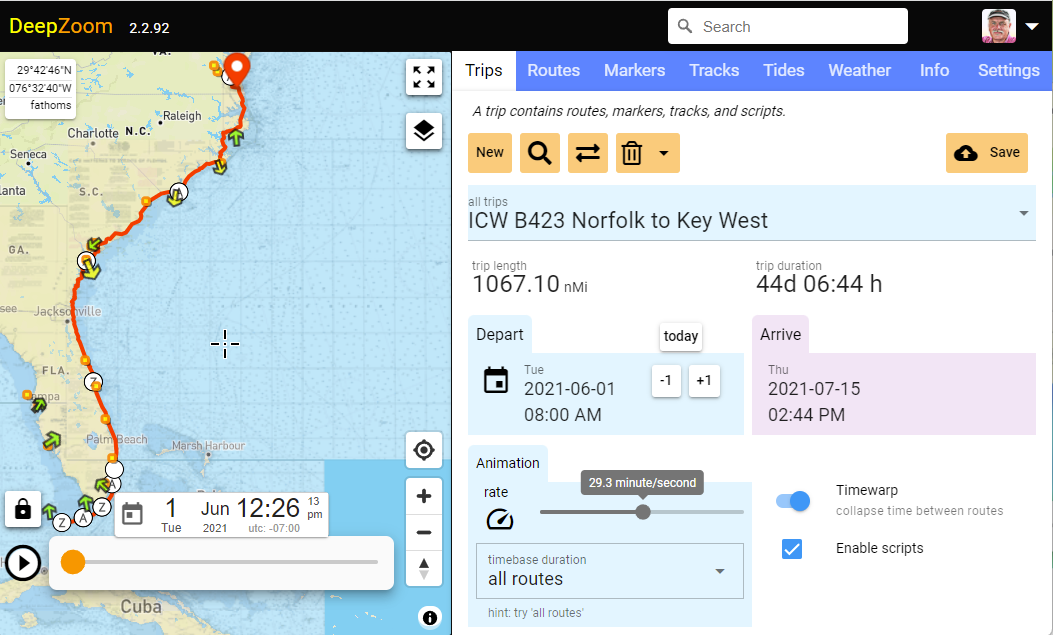 DeepZoom 2.2.92
Search
29°42'46"N
076°32'40"W
fathoms
VA.
Raleigh
Charlotte N.C.
Seneca
lanta
S.C.
GA.
see Jacksonville
FLA.
Tampa
Palm Beach
Marsh Harbour
Cuba
A
A
Z
A
Z
A
Z
1 Jun 12:26 13 pm
Tue 2021 utc: -07:00
Trips Routes Markers Tracks Tides Weather Info Settings
A trip contains routes, markers, tracks, and scripts.
New Save
all trips
ICW B423 Norfolk to Key West
trip length trip duration
1067.10 nMi 44d 06:44 h
Depart today Arrive
Tue
2021-06-01
08:00 AM
-1 +1
Thu
2021-07-15
02:44 PM
Animation
rate
29.3 minute/second
Timewarp
collapse time between routes
Enable scripts
timebase duration
all routes
hint: try 'all routes'